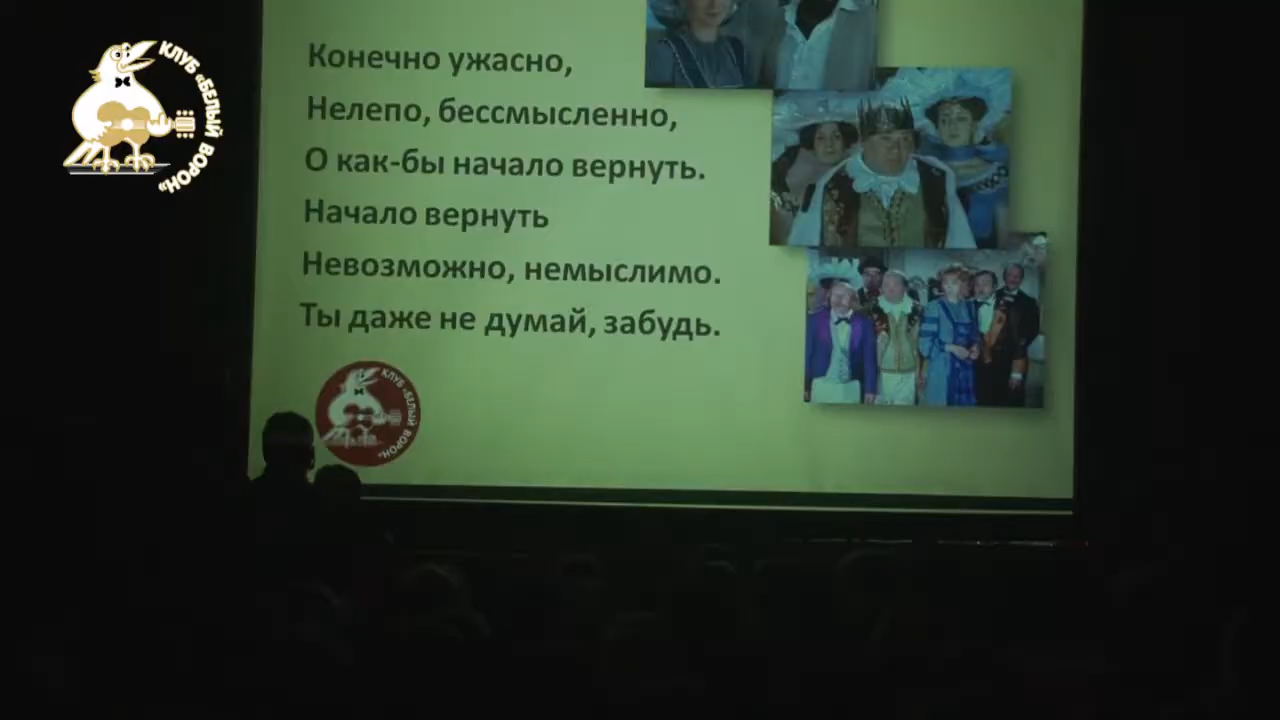 КЛУБ «БЕЛЫЙ ВОРОН»
Конечно ужасно,
Нелепо, бессмысленно,
О как-бы начало вернуть.
Начало вернуть
Невозможно, немыслимо.
Ты даже не думай, забудь.
КЛУБ «БЕЛЫЙ ВОРОН»